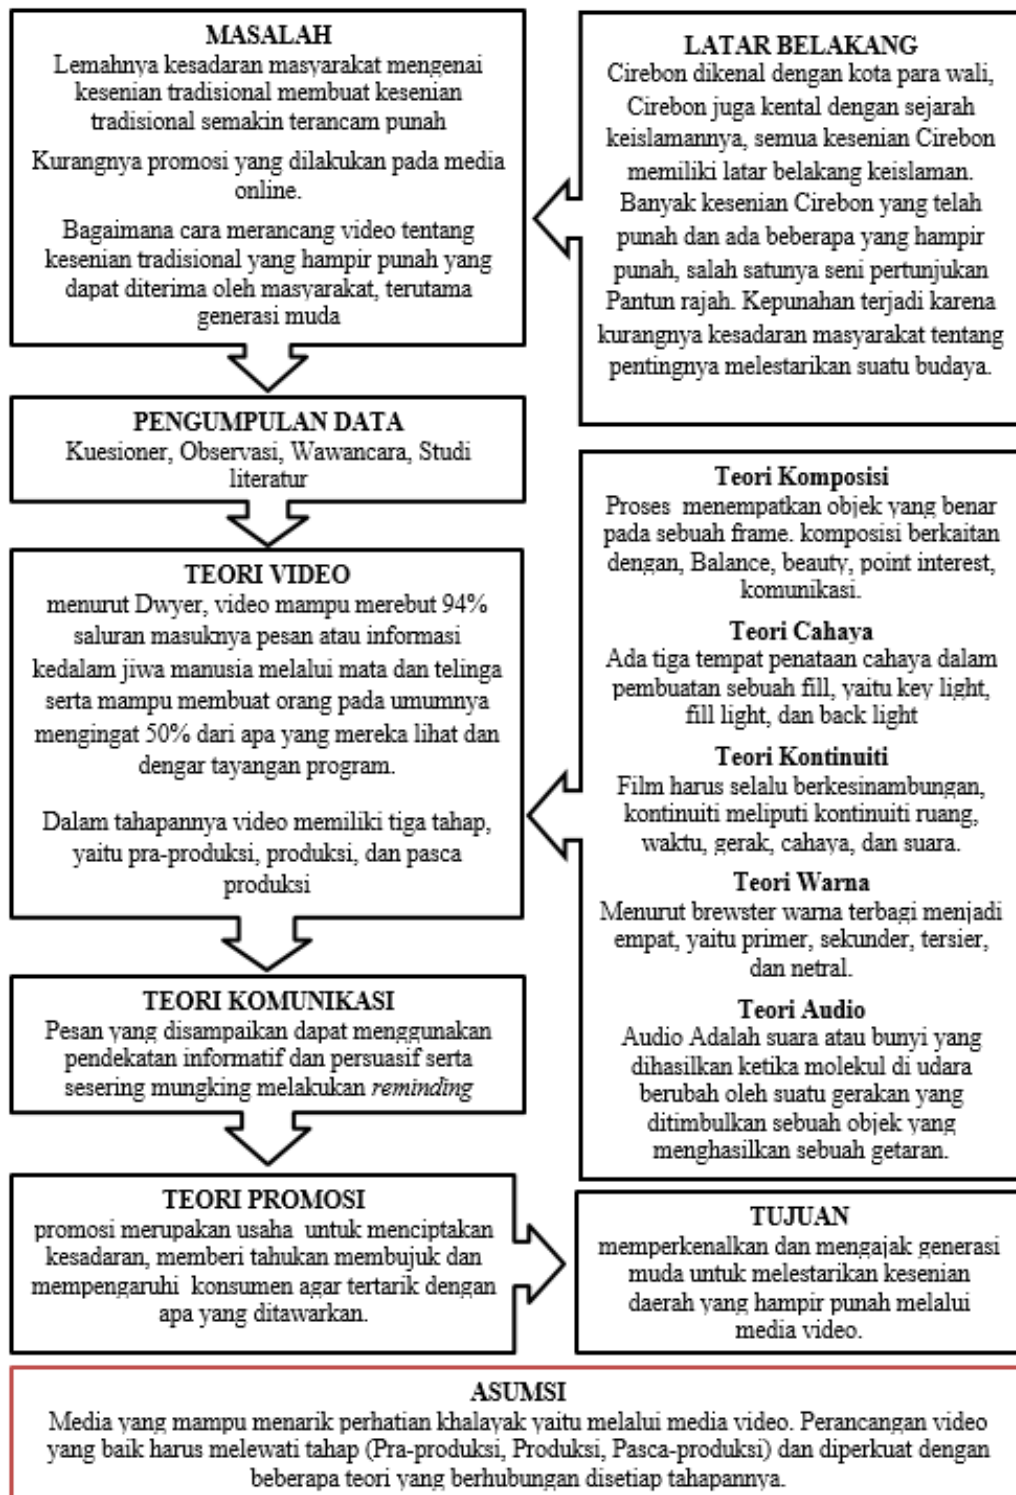 MASALAH
Lemahnya kesadaran masyarakat mengenai
kesenian tradisional membuat kesenian
tradisional semakin terancam punah
Kurangnya promosi yang dilakukan pada media
online.
Bagaimana cara merancang video tentang
kesenian tradisional yang hampir punah yang
dapat diterima oleh masyarakat, terutama
generasi muda
LATAR BELAKANG
Cirebon dikenal dengan kota para wali,
Cirebon juga kental dengan sejarah
keislamannya, semua kesenian Cirebon
memiliki latar belakang keislaman.
Banyak kesenian Cirebon yang telah
punah dan ada beberapa yang hampir
punah, salah satunya seni pertunjukan
Pantun rajah. Kepunahan terjadi karena
kurangnya kesadaran masyarakat tentang
pentingnya melestarikan suatu budaya.
PENGUMPULAN DATA
Kuesioner, Observasi, Wawancara, Studi
literatur
TEORI VIDEO
menurut Dwyer, video mampu merebut 94%
saluran masuknya pesan atau informasi
kedalam jiwa manusia melalui mata dan telinga
serta mampu membuat orang pada umumnya
mengingat 50% dari apa yang mereka lihat dan
dengar tayangan program.
Dalam tahapannya video memiliki tiga tahap,
yaitu pra-produksi, produksi, dan pasca
produksi
Teori Komposisi
Proses menempatkan objek yang benar
pada sebuah frame. komposisi berkaitan
dengan, Balance, beauty, point interest,
komunikasi.
Teori Cahaya
Ada tiga tempat penataan cahaya dalam
pembuatan sebuah fill, yaitu key light,
fill light, dan back light
Teori Kontinuiti
Film harus selalu berkesinambungan,
kontinuiti meliputi kontinuiti ruang,
waktu, gerak, cahaya, dan suara.
Teori Warna
Menurut brewster warna terbagi menjadi
empat, yaitu primer, sekunder, tersier,
dan netral.
Teori Audio
Audio Adalah suara atau bunyi yang
dihasilkan ketika molekul di udara
berubah oleh suatu gerakan yang
ditimbulkan sebuah objek yang
menghasilkan sebuah getaran.
TEORI KOMUNIKASI
Pesan yang disampaikan dapat menggunakan
pendekatan informatif dan persuasif serta
sesering mungking melakukan reminding
TEORI PROMOSI
promosi merupakan usaha untuk menciptakan
kesadaran, memberi tahukan membujuk dan
mempengaruhi konsumen agar tertarik dengan
apa yang ditawarkan.
TUJUAN
memperkenalkan dan mengajak generasi
muda untuk melestarikan kesenian
daerah yang hampir punah melalui
media video.
ASUMSI
Media yang mampu menarik perhatian khalayak yaitu melalui media video. Perancangan video
yang baik harus melewati tahap (Pra-produksi, Produksi, Pasca-produksi) dan diperkuat dengan
beberapa teori yang berhubungan disetiap tahapannya.